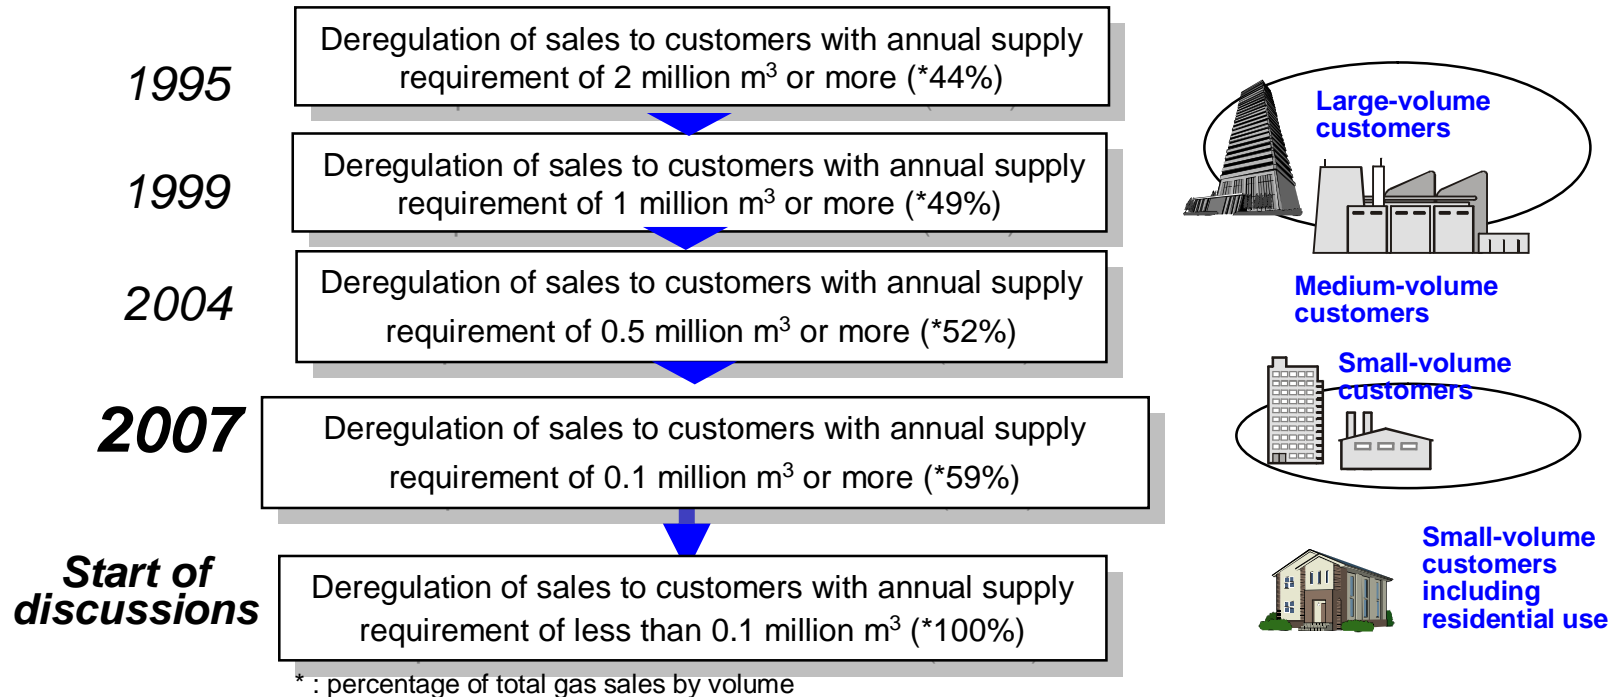 1995
Deregulation of sales to customers with annual supply
requirement of 2 million m³ or more (*44%)
1999
Deregulation of sales to customers with annual supply
requirement of 1 million m³ or more (*49%)
2004
Deregulation of sales to customers with annual supply
requirement of 0.5 million m³ or more (*52%)
2007
Deregulation of sales to customers with annual supply
requirement of 0.1 million m³ or more (*59%)
Start of
discussions
Deregulation of sales to customers with annual supply
requirement of less than 0.1 million m³ (*100%)
* : percentage of total gas sales by volume
Large-volume
customers
Medium-volume
customers
Small-volume
customers
Small-volume
customers
including
residential use